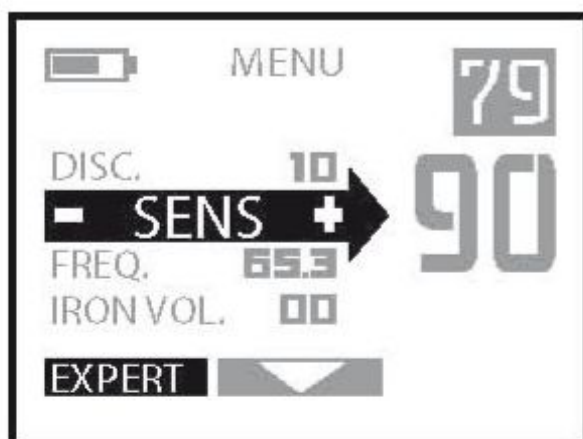 MENU
79
DISC. 10
90
- SENS +
FREQ. 65.3
IRON VOL. 00
EXPERT